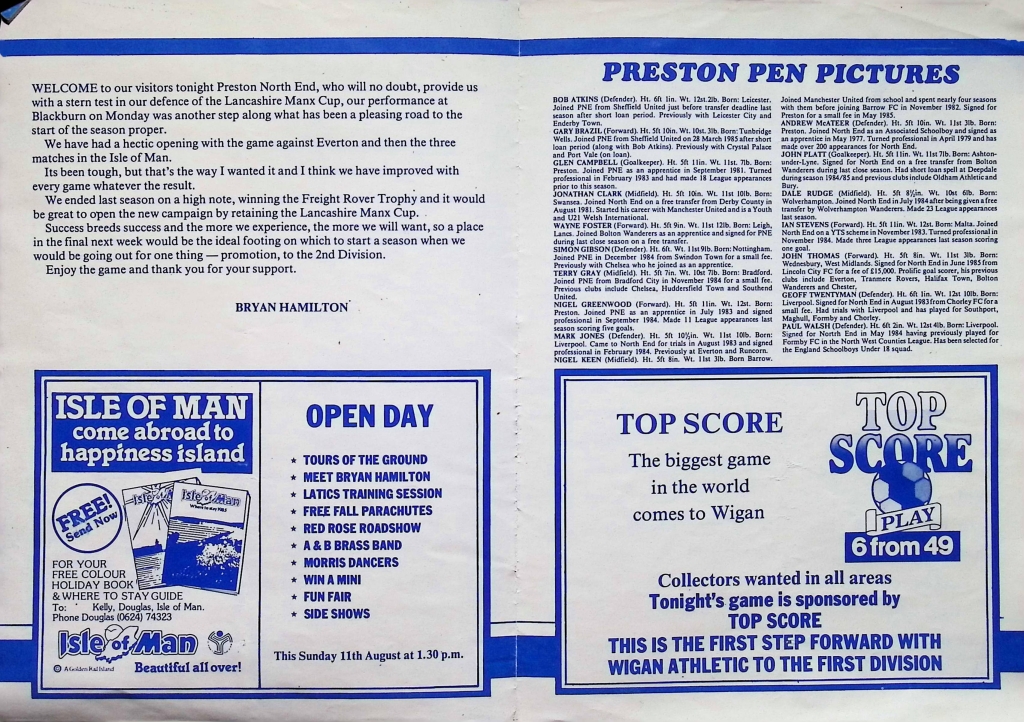 WELCOME to our visitors tonight Preston North End, who will no doubt, provide us
with a stern test in our defence of the Lancashire Manx Cup, our performance at
Blackburn on Monday was another step along what has been a pleasing road to the
start of the season proper.
We have had a hectic opening with the game against Everton and then the three
matches in the Isle of Man.
Its been tough, but that's the way I wanted it and I think we have improved with
every game whatever the result.
We ended last season on a high note, winning the Freight Rover Trophy and it would
be great to open the new campaign by retaining the Lancashire Manx Cup.
Success breeds success and the more we experience, the more we will want, so a place
in the final next week would be the ideal footing on which to start a season when we
would be going out for one thing — promotion, to the 2nd Division.
Enjoy the game and thank you for your support.
BRYAN HAMILTON
ISLE OF MAN
come abroad to
happiness island
FREE!
Send Now
Isle of Man
Isle of Man
Where to stay 1985
FOR YOUR
FREE COLOUR
HOLIDAY BOOK
& WHERE TO STAY GUIDE
To: Kelly, Douglas, Isle of Man.
Phone Douglas (0624) 74323
Isle of Man
A Golden Rail Island
Beautiful all over!
OPEN DAY
★ TOURS OF THE GROUND
★ MEET BRYAN HAMILTON
★ LATICS TRAINING SESSION
★ FREE FALL PARACHUTES
★ RED ROSE ROADSHOW
★ A & B BRASS BAND
★ MORRIS DANCERS
★ WIN A MINI
★ FUN FAIR
★ SIDE SHOWS
This Sunday 11th August at 1.30 p.m.
PRESTON PEN PICTURES
BOB ATKINS (Defender). Ht. 6ft 1in. Wt. 12st.2lb. Born: Leicester.
Joined PNE from Sheffield United just before transfer deadline last
season after short loan period. Previously with Leicester City and
Enderby Town.
GARY BRAZIL (Forward). Ht. 5ft 10in. Wt. 10st. 3lb. Born: Tunbridge
Wells. Joined PNE from Sheffield United on 28 March 1985 after short
loan period (along with Bob Atkins). Previously with Crystal Palace
and Port Vale (on loan).
GLEN CAMPBELL (Goalkeeper). Ht. 5ft 11in. Wt. 11st. 7lb. Born:
Preston. Joined PNE as an apprentice in September 1981. Turned
professional in February 1983 and had made 18 League appearances
prior to this season.
JONATHAN CLARK (Midfield). Ht. 5ft 10in. Wt. 11st 10lb. Born:
Swansea. Joined North End on a free transfer from Derby County in
August 1981. Started his career with Manchester United and is a Youth
and U21 Welsh International.
WAYNE FOSTER (Forward). Ht. 5ft 9in. Wt. 11st 12lb. Born: Leigh,
Lancs. Joined Bolton Wanderers as an apprentice and signed for PNE
during last close season on a free transfer.
SIMON GIBSON (Defender). Ht. 6ft. Wt. 11st 9lb. Born: Nottingham.
Joined PNE in December 1984 from Swindon Town for a small fee.
Previously with Chelsea who he joined as an apprentice.
TERRY GRAY (Midfield). Ht. 5ft 7in. Wt. 10st 7lb. Born: Bradford.
Joined PNE from Bradford City in November 1984 for a small fee.
Previous clubs include Chelsea, Huddersfield Town and Southend
United.
NIGEL GREENWOOD (Forward). Ht. 5ft 11in. Wt. 12st. Born:
Preston. Joined PNE as an apprentice in July 1983 and signed
professional in September 1984. Made 11 League appearances last
season scoring five goals.
MARK JONES (Defender). Ht. 5ft 10½in. Wt. 11st 10lb. Born:
Liverpool. Came to North End for trials in August 1983 and signed
professional in February 1984. Previously at Everton and Runcorn.
NIGEL KEEN (Midfield). Ht. 5ft 8in. Wt. 11st 3lb. Born Barrow.
Joined Manchester United from school and spent nearly four seasons
with them before joining Barrow FC in November 1982. Signed for
Preston for a small fee in May 1985.
ANDREW McATEER (Defender). Ht. 5ft 10in. Wt. 11st 3lb. Born:
Preston. Joined North End as an Associated Schoolboy and signed as
an apprentice in May 1977. Turned professional in April 1979 and has
made over 200 appearances for North End.
JOHN PLATT (Goalkeeper). Ht. 5ft 11in. Wt. 11st 7lb. Born: Ashton-
under-Lyne. Signed for North End on a free transfer from Bolton
Wanderers during last close season. Had short loan spell at Deepdale
during season 1984/85 and previous clubs include Oldham Athletic and
Bury.
DALE RUDGE (Midfield). Ht. 5ft 8½in. Wt. 10st 6lb. Born:
Wolverhampton. Joined North End in July 1984 after being given a free
transfer by Wolverhampton Wanderers. Made 23 League appearances
last season.
IAN STEVENS (Forward). Ht. 5ft 11in. Wt. 12st. Born: Malta. Joined
North End on a YTS scheme in November 1983. Turned professional in
November 1984. Made three League appearances last season scoring
one goal.
JOHN THOMAS (Forward). Ht. 5ft 8in. Wt. 11st 3lb. Born:
Wednesbury, West Midlands. Signed for North End in June 1985 from
Lincoln City FC for a fee of £15,000. Prolific goal scorer, his previous
clubs include Everton, Tranmere Rovers, Halifax Town, Bolton
Wanderers and Chester,
GEOFF TWENTYMAN (Defender). Ht. 6ft 1in. Wt. 12st 10lb. Born:
Liverpool. Signed for North End in August 1983 from Chorley FC for a
small fee. Had trials with Liverpool and has played for Southport,
Maghull, Formby and Chorley.
PAUL WALSH (Defender). Ht. 6ft 2in. Wt. 12st 4lb. Born: Liverpool.
Signed for North End in May 1984 having previously played for
Formby FC in the North West Counties League. Has been selected for
the England Schoolboys Under 18 squad.
TOP SCORE
The biggest game
in the world
comes to Wigan
TOP
SCORE
PLAY
6 from 49
Collectors wanted in all areas
Tonight's game is sponsored by
TOP SCORE
THIS IS THE FIRST STEP FORWARD WITH
WIGAN ATHLETIC TO THE FIRST DIVISION